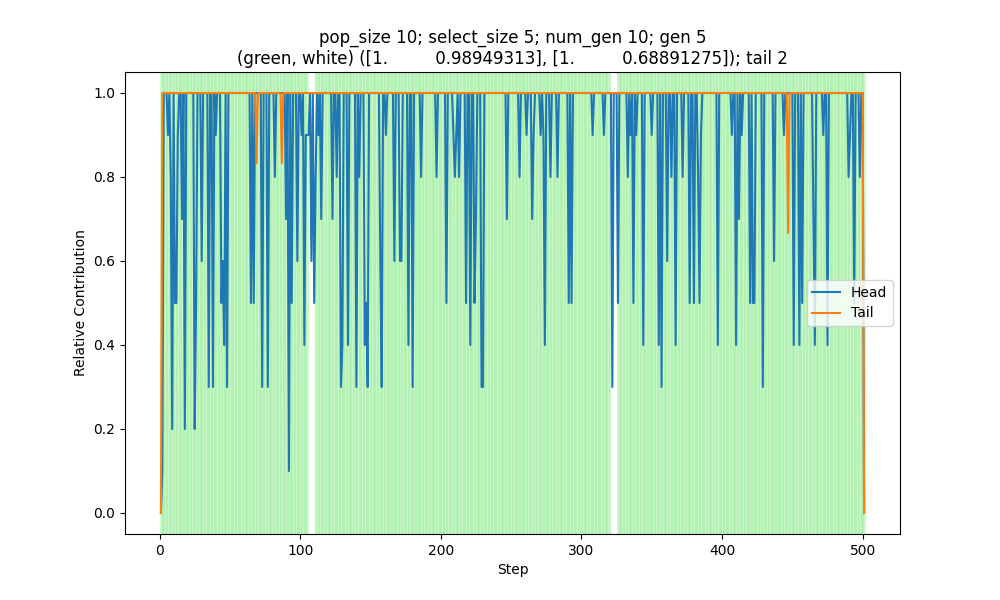 pop_size 10; select_size 5; num_gen 10; gen 5
(green, white) ([1. 0.98949313], [1. 0.68891275]); tail 2
1.0
0.8
0.6
0.4
0.2
0.0
Relative Contribution
Head
Tail
0 100 200 300 400 500
Step